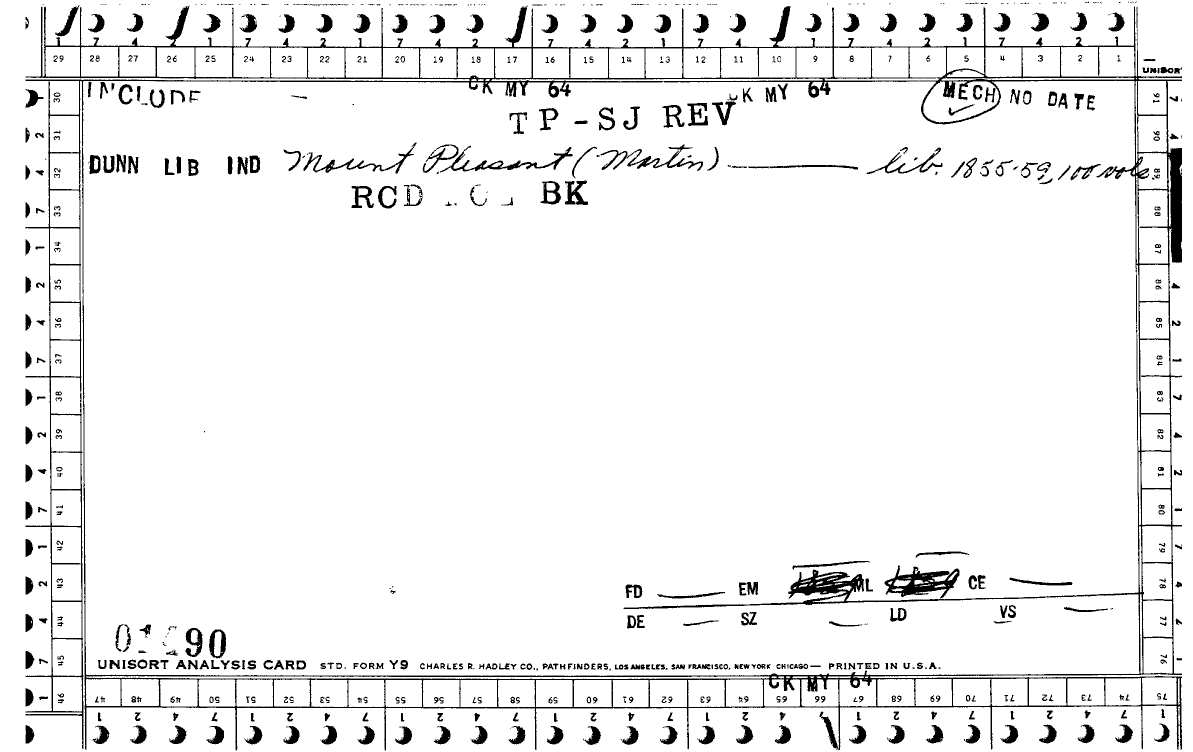 7 4 2 1 7 4 2 1 7 4 2 1 7 4 2 1 7 4 2 1 7 4 2 1 7 4 2 1
29 28 27 26 25 24 23 22 21 20 19 18 17 16 15 14 13 12 11 10 9 8 7 6 5 4 3 2 1
UNISORT
INCLUDE CK MY 64 CK MY 64 MECH NO DATE
TP-SJ REV
DUNN LIB IND Mount Pleasant (Martin) — lib. 1855-59, 100 vols
RCD BK
30
31
32
33
34
35
36
37
38
39
40
41
42
43
44
45
46
91
90
89
88
87
86
85
84
83
82
81
80
79
78
77
76
75
FD — EM ML CE —
DE — SZ — LD VS —
90
UNISORT ANALYSIS CARD STD. FORM Y9 CHARLES R. HADLEY CO., PATHFINDERS, LOS ANGELES, SAN FRANCISCO, NEW YORK CHICAGO — PRINTED IN U.S.A.
CK MY 64
47 48 49 50 51 52 53 54 55 56 57 58 59 60 61 62 63 64 65 66 67 68 69 70 71 72 73 74
1 2 4 7 1 2 4 7 1 2 4 7 1 2 4 7 1 2 4 7 1 2 4 7 1 2 4 7